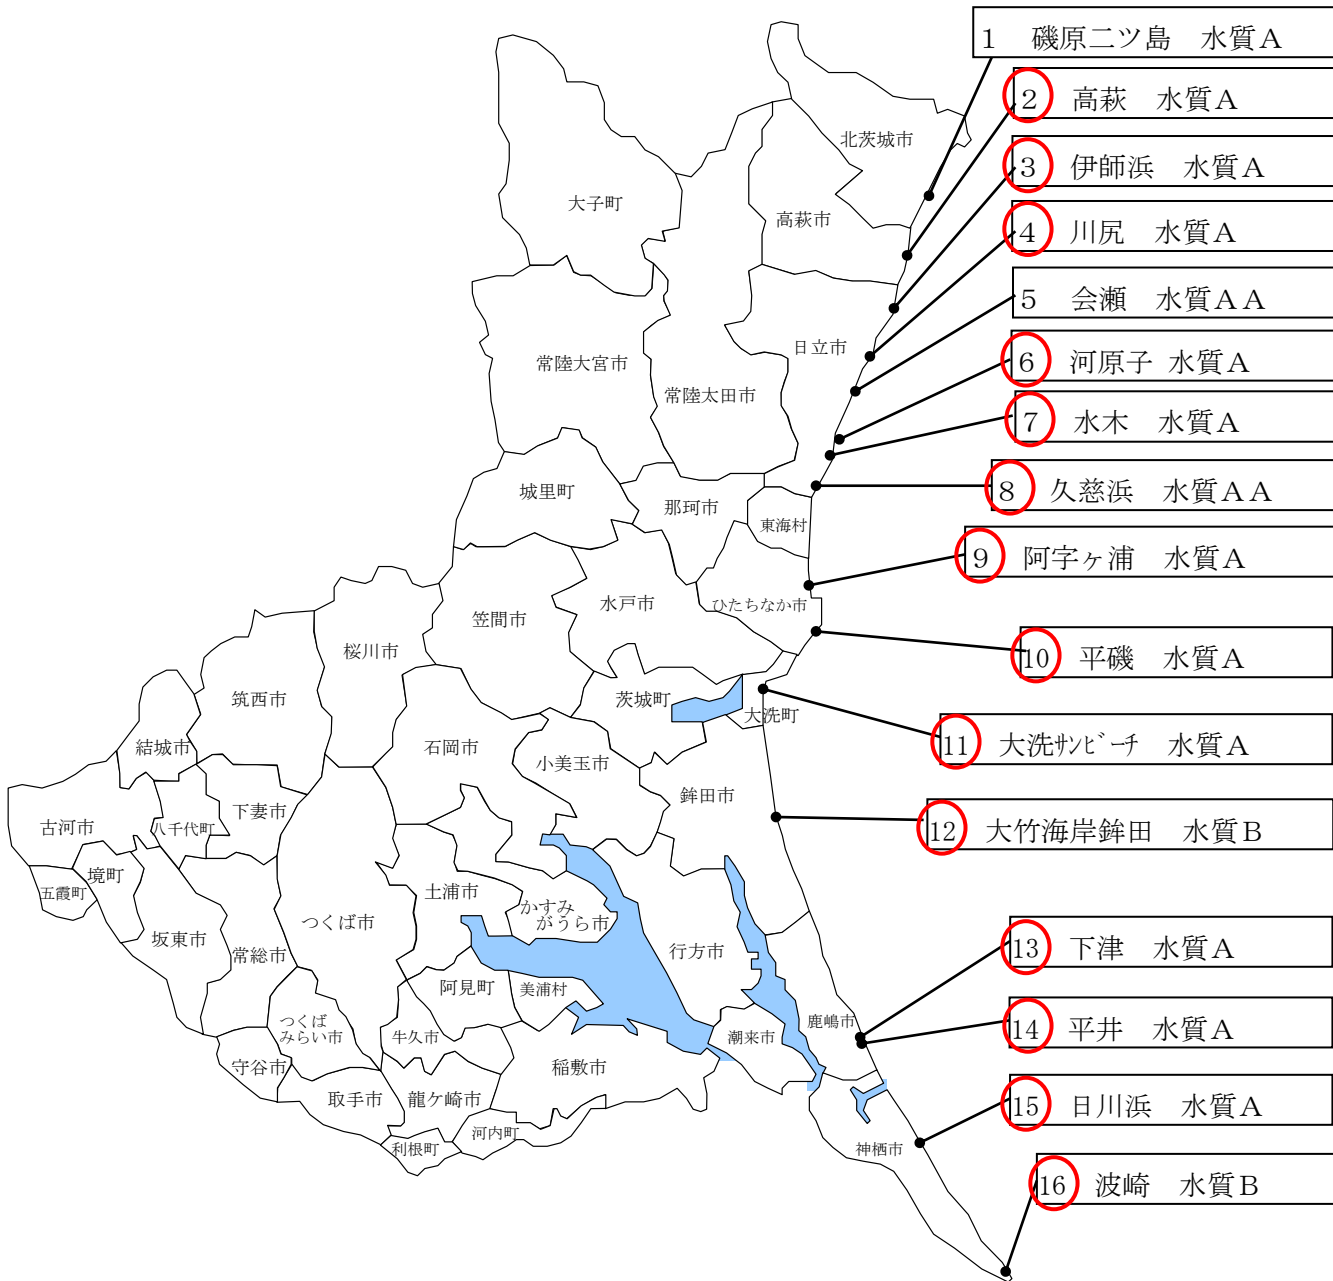 1　磯原二ツ島　水質A
2　高萩　水質A
3　伊師浜　水質A
4　川尻　水質A
5　会瀬　水質AA
6　河原子 水質A
7　水木　水質A
8　久慈浜　水質AA
9　阿字ヶ浦　水質A
10　平磯　水質A
11　大洗ｻﾝﾋﾞｰﾁ　水質A
12　大竹海岸鉾田　水質B
13　下津　水質A
14　平井　水質A
15　日川浜　水質A
16　波崎　水質B
北茨城市
大子町
高萩市
日立市
常陸大宮市
常陸太田市
城里町
那珂市
東海村
ひたちなか市
水戸市
笠間市
桜川市
茨城町
大洗町
筑西市
結城市
石岡市
小美玉市
鉾田市
下妻市
八千代町
古河市
境町
五霞町
坂東市
常総市
つくば市
土浦市
かすみ
がうら市
行方市
阿見町
美浦村
つくば
みらい市
牛久市
守谷市
取手市
龍ケ崎市
稲敷市
潮来市
鹿嶋市
利根町
河内町
神栖市